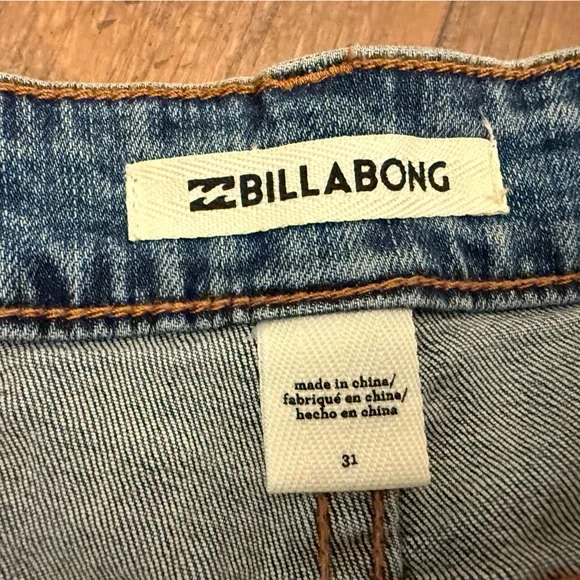 BILLABONG
made in china/
fabriqué en chine/
hecho en china
31